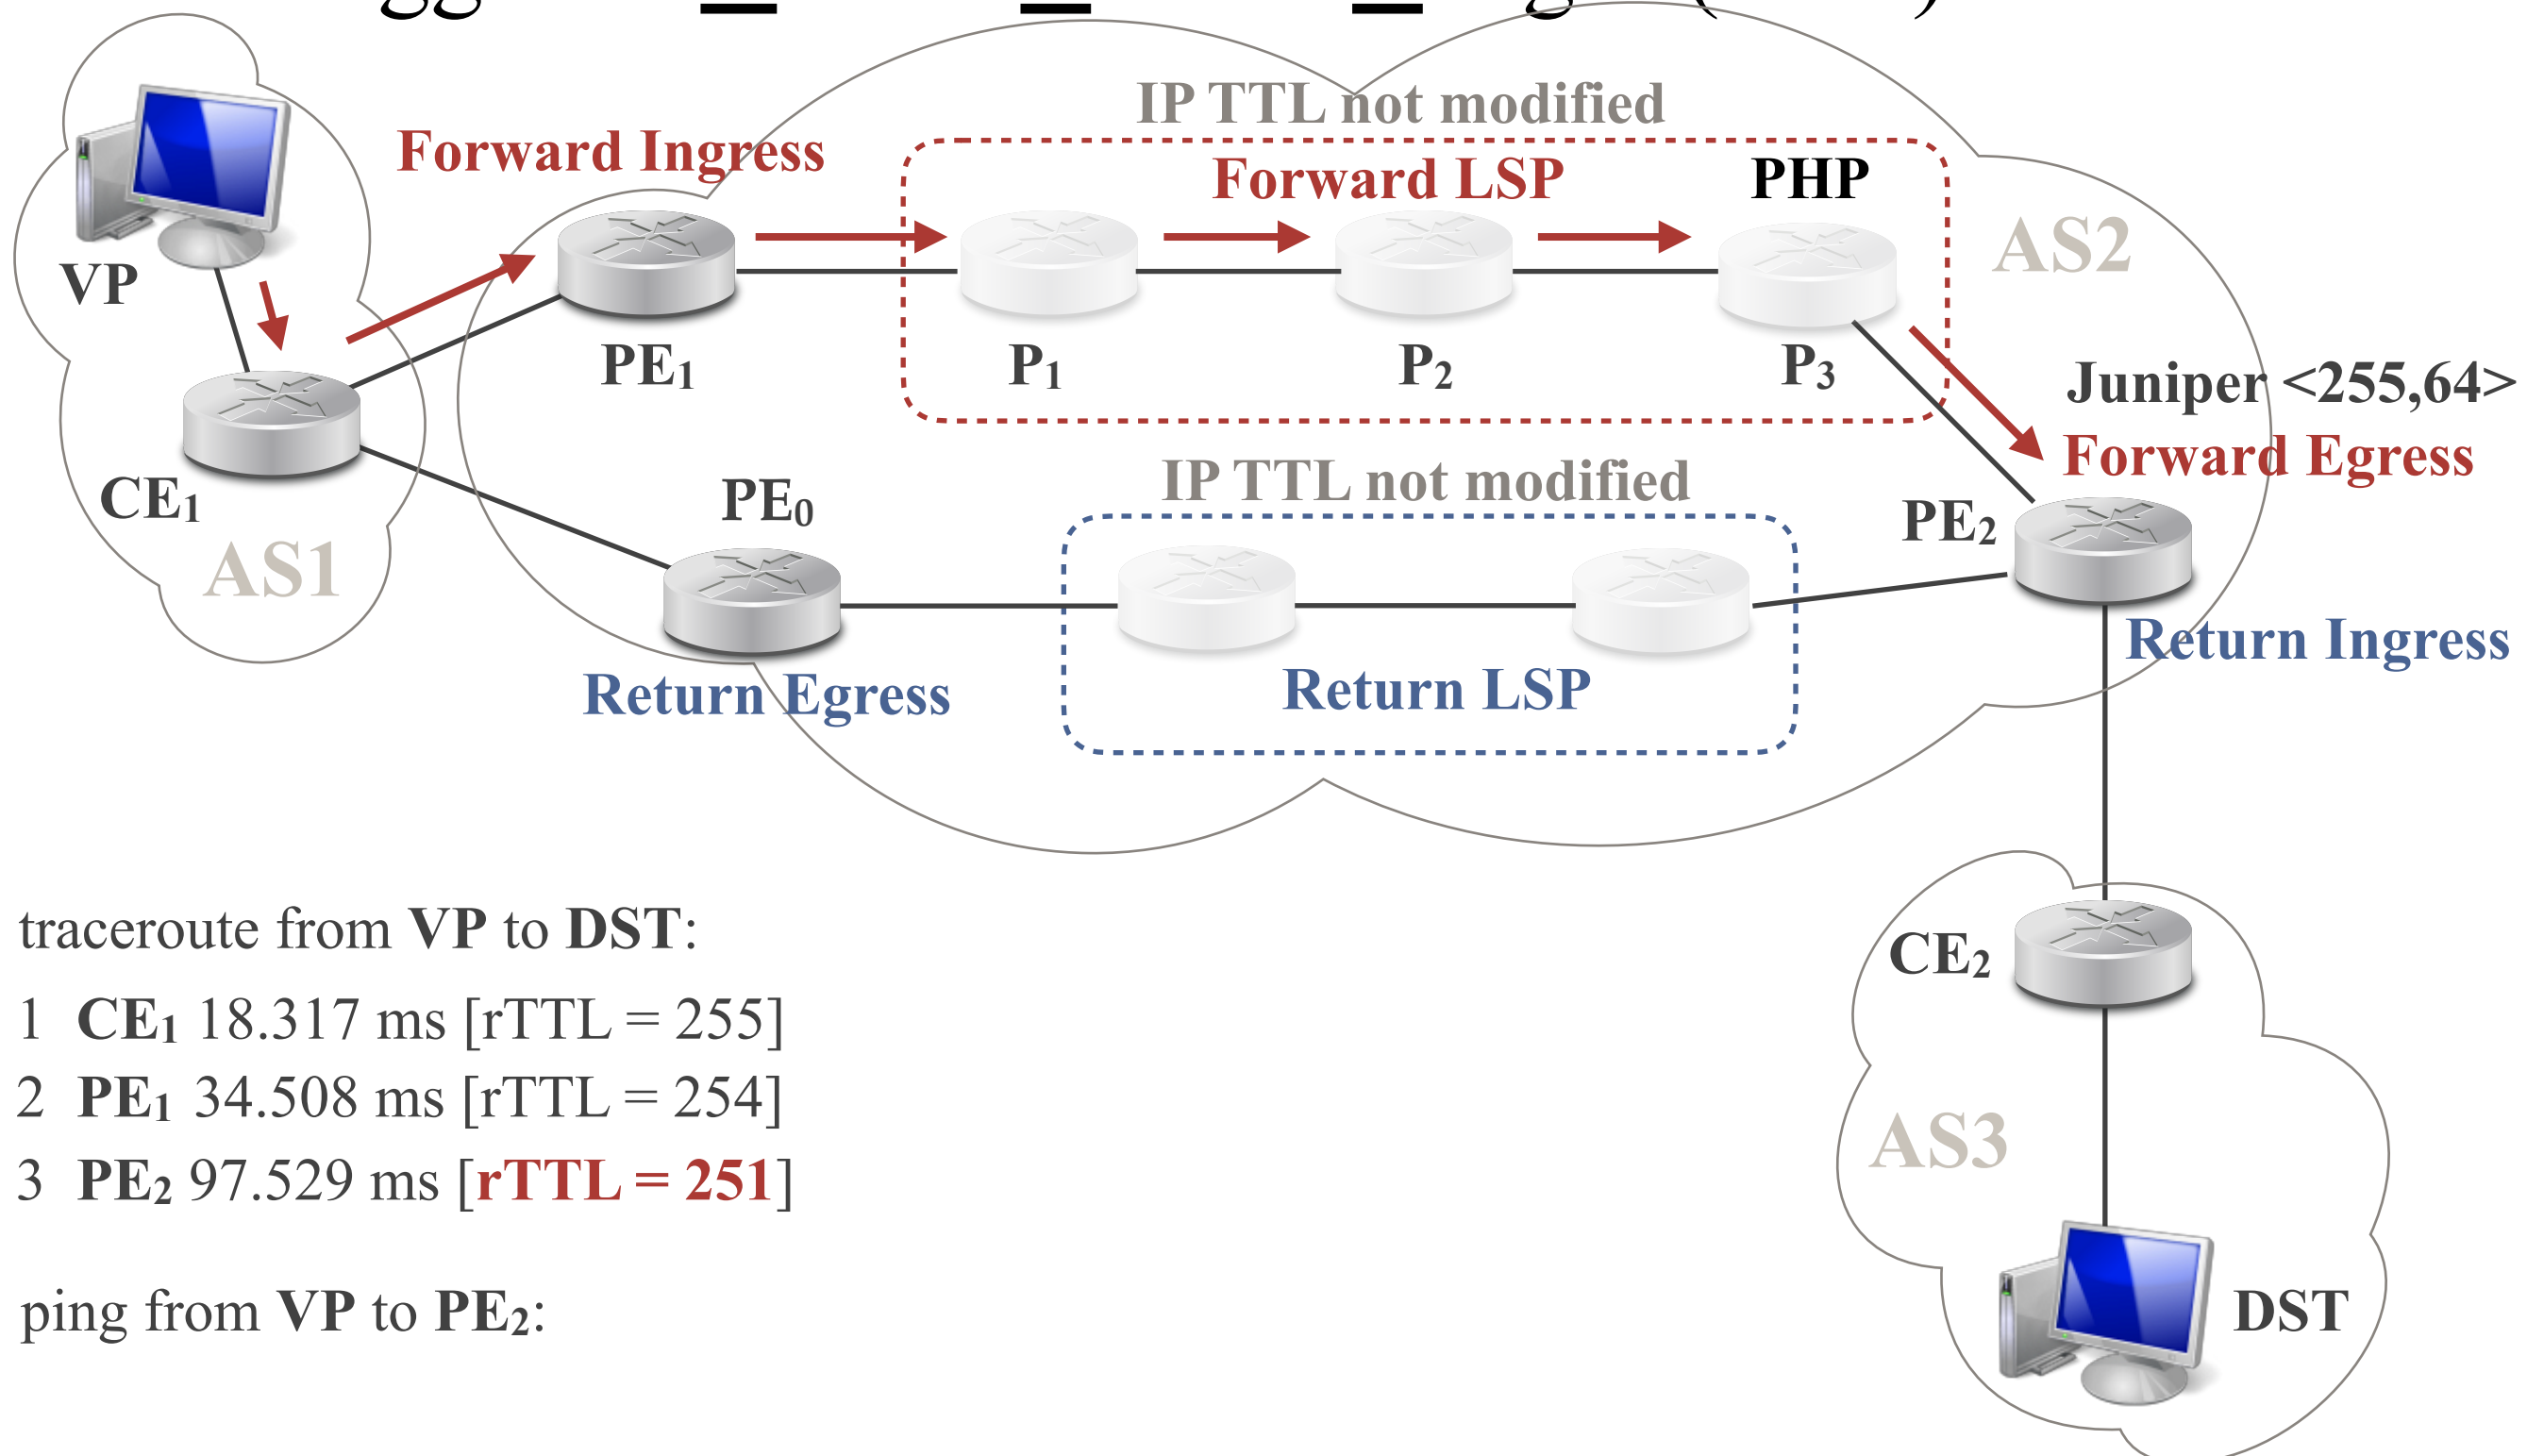 IP TTL not modified
Forward Ingress
Forward LSP
PHP
AS2
VP
PE1
P1
P2
P3
Juniper <255,64>
Forward Egress
IP TTL not modified
CE1
PE0
PE2
AS1
Return Ingress
Return Egress
Return LSP
traceroute from VP to DST:
CE2
1 CE1 18.317 ms [rTTL = 255]
2 PE1 34.508 ms [rTTL = 254]
AS3
3 PE2 97.529 ms [rTTL = 251]
ping from VP to PE2:
DST